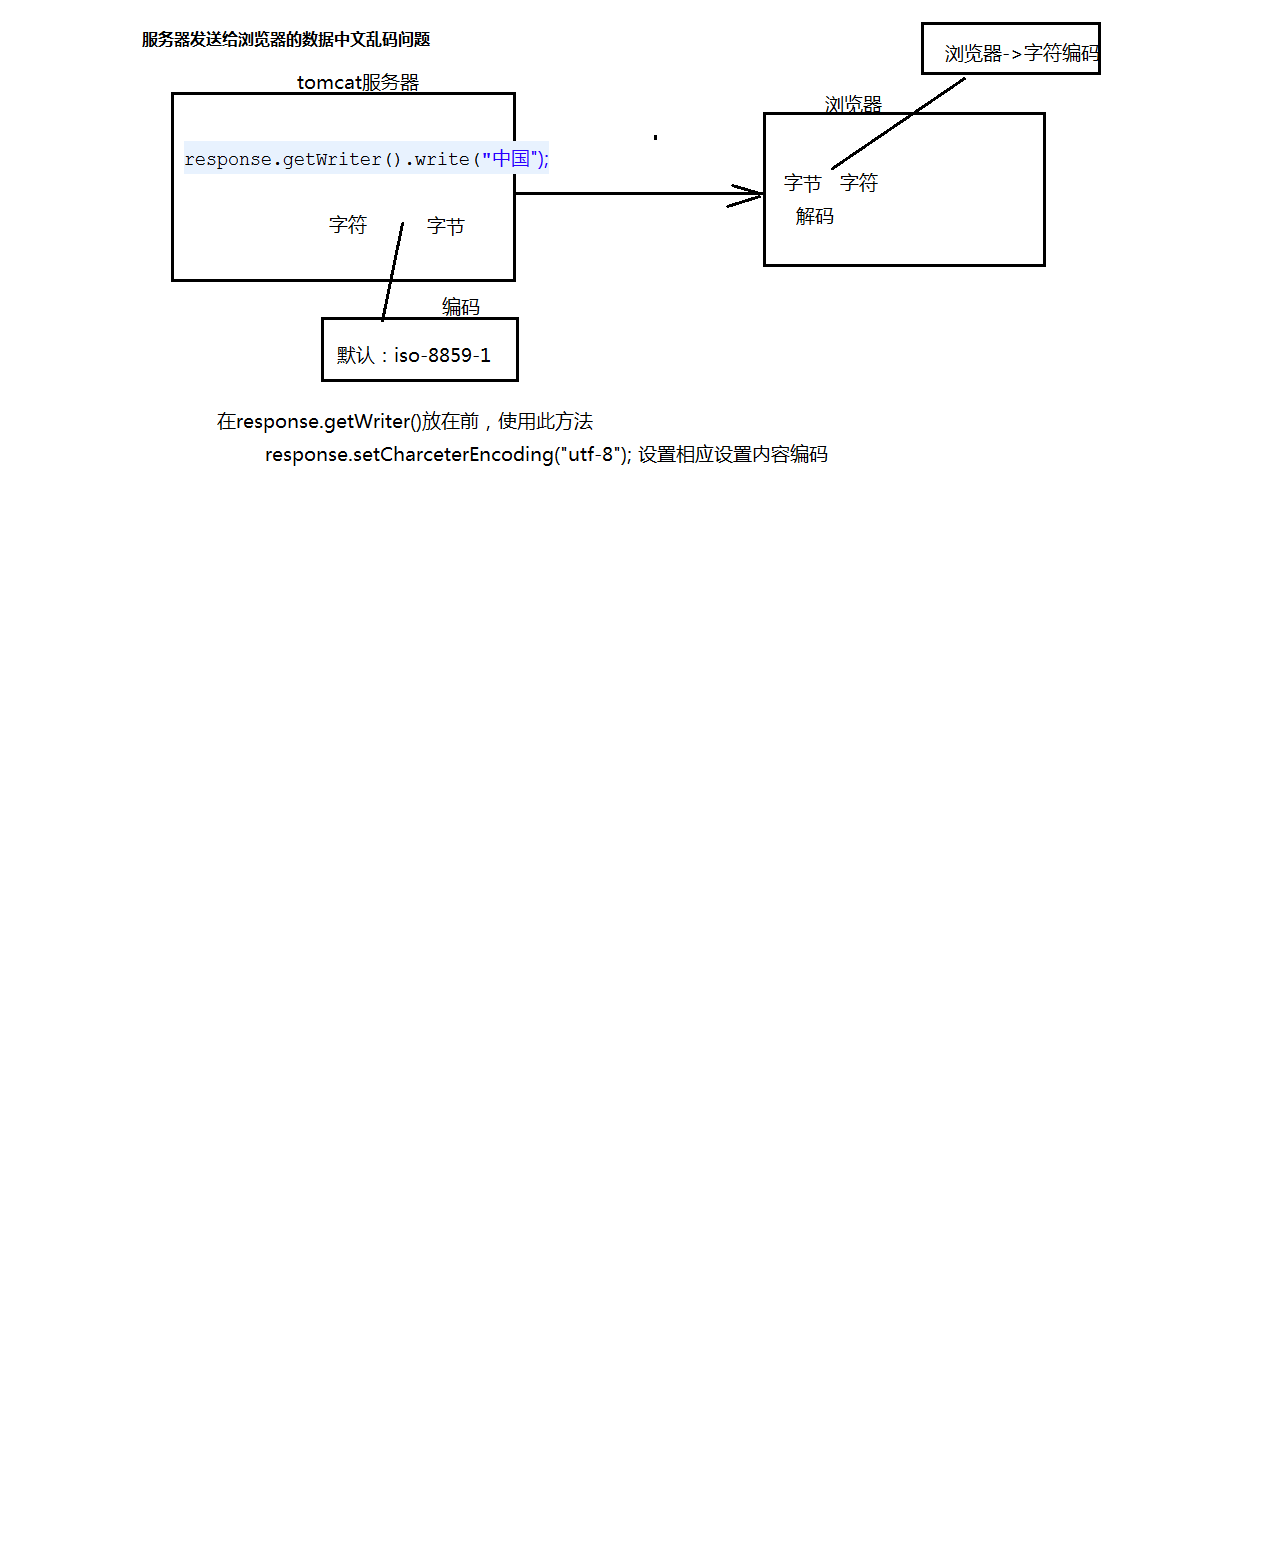 服务器发送给浏览器的数据中文乱码问题
浏览器->字符编码
tomcat服务器
浏览器
response.getWriter().write("中国");
字节 字符
解码
字符 字节
编码
默认：iso-8859-1
在response.getWriter()放在前，使用此方法
response.setCharceterEncoding("utf-8"); 设置相应设置内容编码